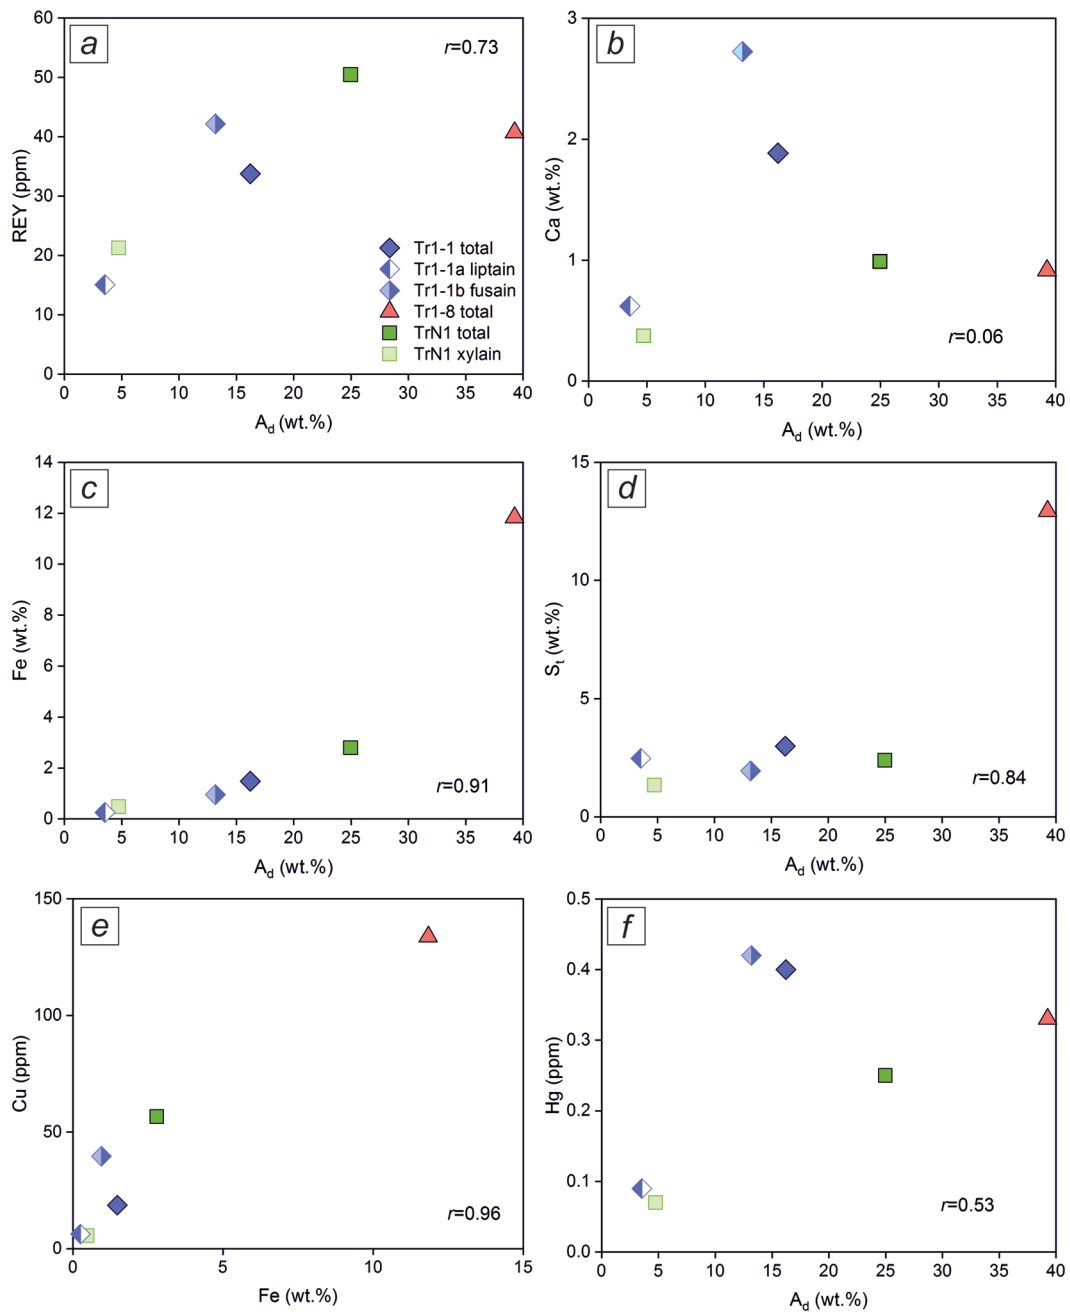 a
r=0.73
REY (ppm)
60
50
40
30
20
10
0
Tr1-1 total
Tr1-1a liptain
Tr1-1b fusain
Tr1-8 total
TrN1 total
TrN1 xylain
0 5 10 15 20 25 30 35 40
Ad (wt.%)
b
Ca (wt.%)
3
2
1
0
r=0.06
0 5 10 15 20 25 30 35 40
Ad (wt.%)
c
Fe (wt.%)
14
12
10
8
6
4
2
0
r=0.91
0 5 10 15 20 25 30 35 40
Ad (wt.%)
d
St (wt.%)
15
10
5
0
r=0.84
0 5 10 15 20 25 30 35 40
Ad (wt.%)
e
Cu (ppm)
150
100
50
0
r=0.96
0 5 10 15
Fe (wt.%)
f
Hg (ppm)
0.5
0.4
0.3
0.2
0.1
0.0
r=0.53
0 5 10 15 20 25 30 35 40
Ad (wt.%)